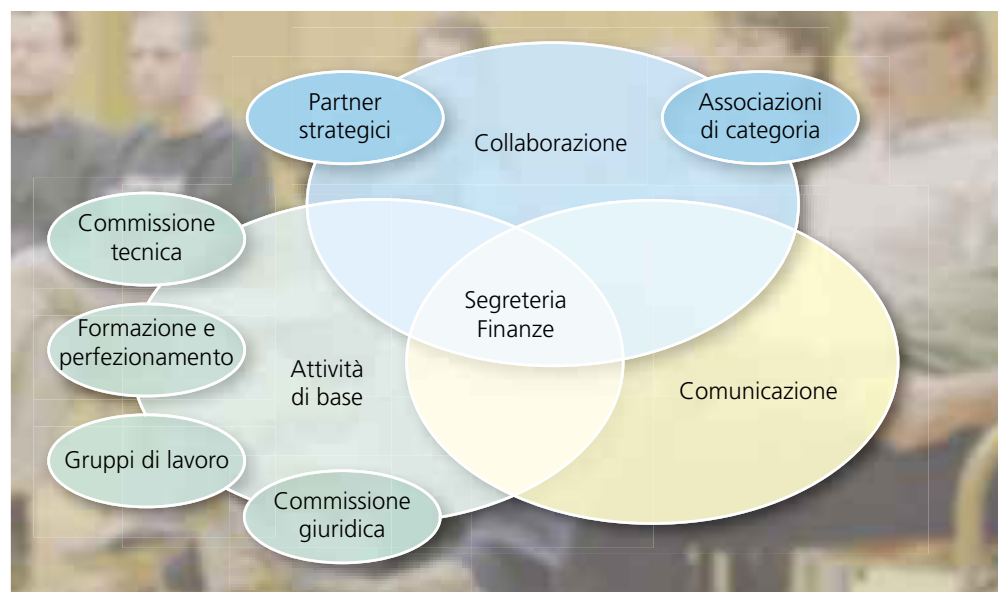 Partner
strategici
Associazioni
di categoria
Collaborazione
Commissione
tecnica
Segreteria
Finanze
Formazione e
perfezionamento
Attività
di base
Comunicazione
Gruppi di lavoro
Commissione
giuridica